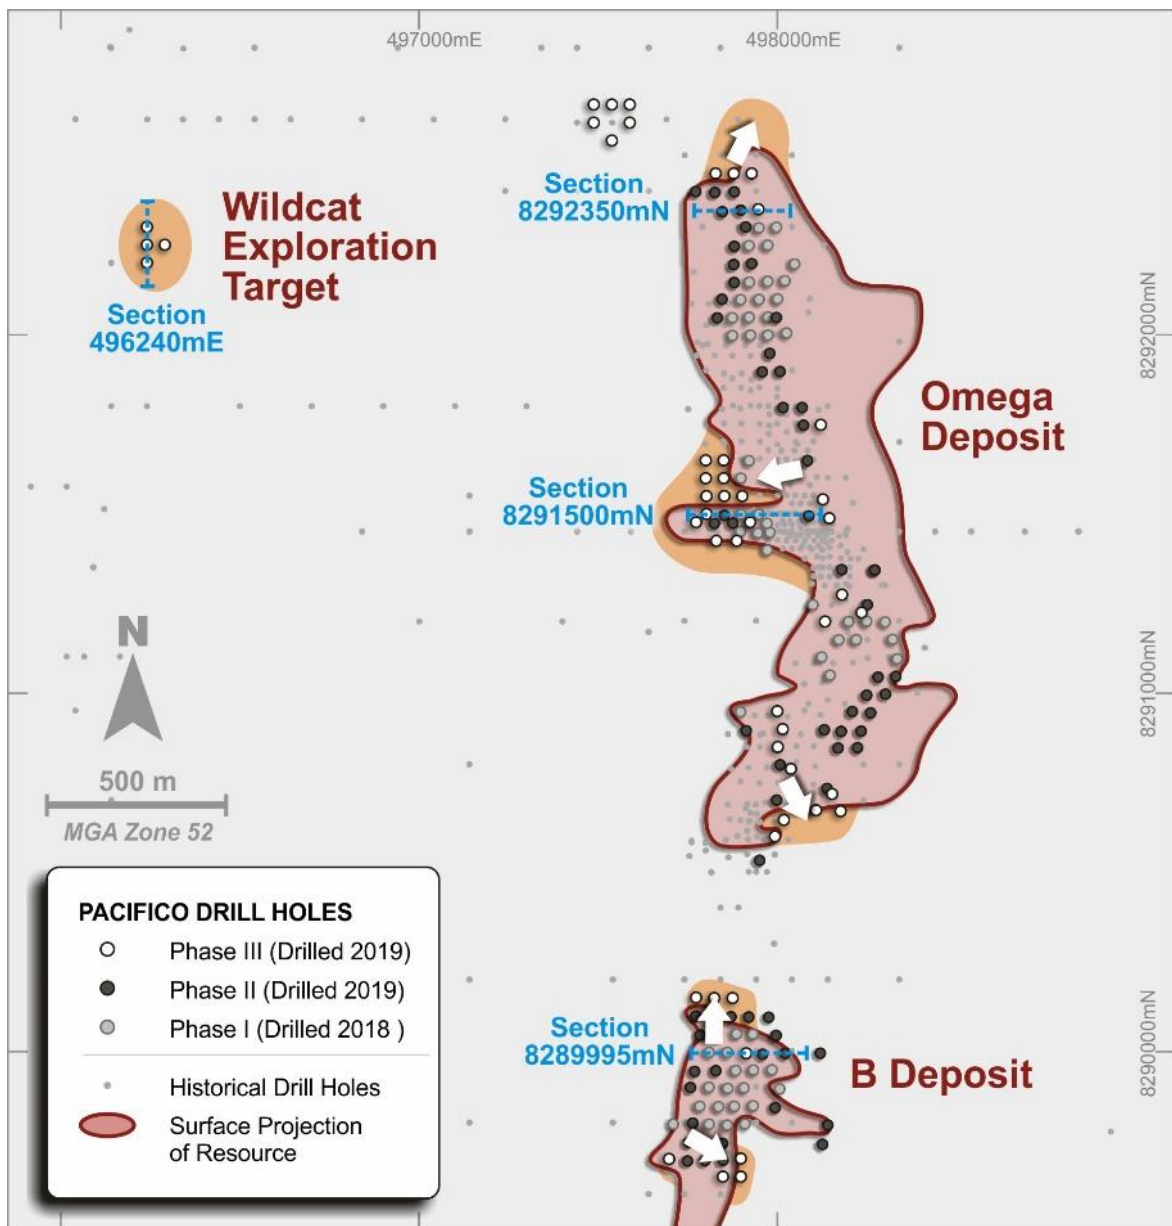 497000mE
498000mE
Section
8292350mN
Wildcat
Exploration
Target
Section
496240mE
8292000mN
Omega
Deposit
Section
8291500mN
N
500 m
MGA Zone 52
8291000mN
PACIFICO DRILL HOLES
Phase III (Drilled 2019)
Phase II (Drilled 2019)
Phase I (Drilled 2018 )
Historical Drill Holes
Surface Projection
of Resource
Section
8289995mN
8290000mN
B Deposit